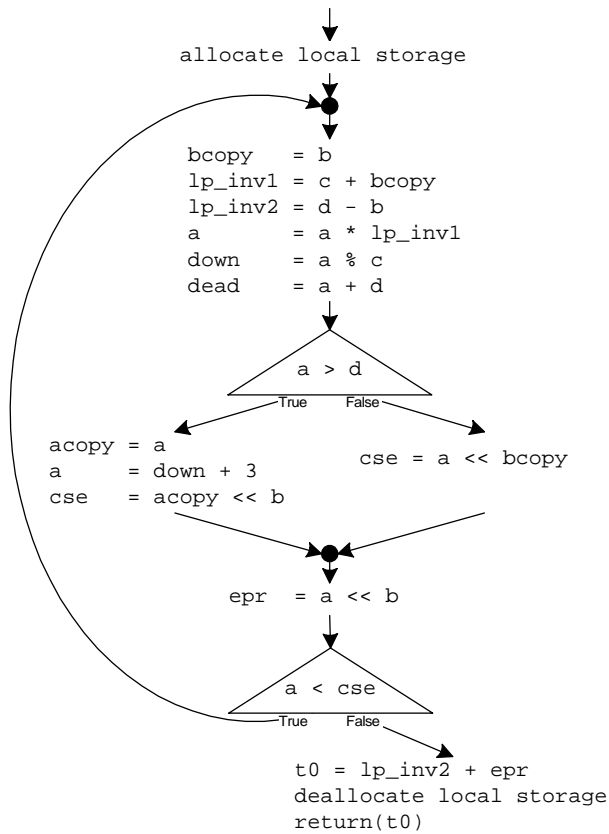 allocate local storage
bcopy = b
lp_inv1 = c + bcopy
lp_inv2 = d - b
a = a * lp_inv1
down = a % c
dead = a + d
a > d
True False
acopy = a
a = down + 3
cse = acopy << b
cse = a << bcopy
epr = a << b
a < cse
True False
t0 = lp_inv2 + epr
deallocate local storage
return(t0)